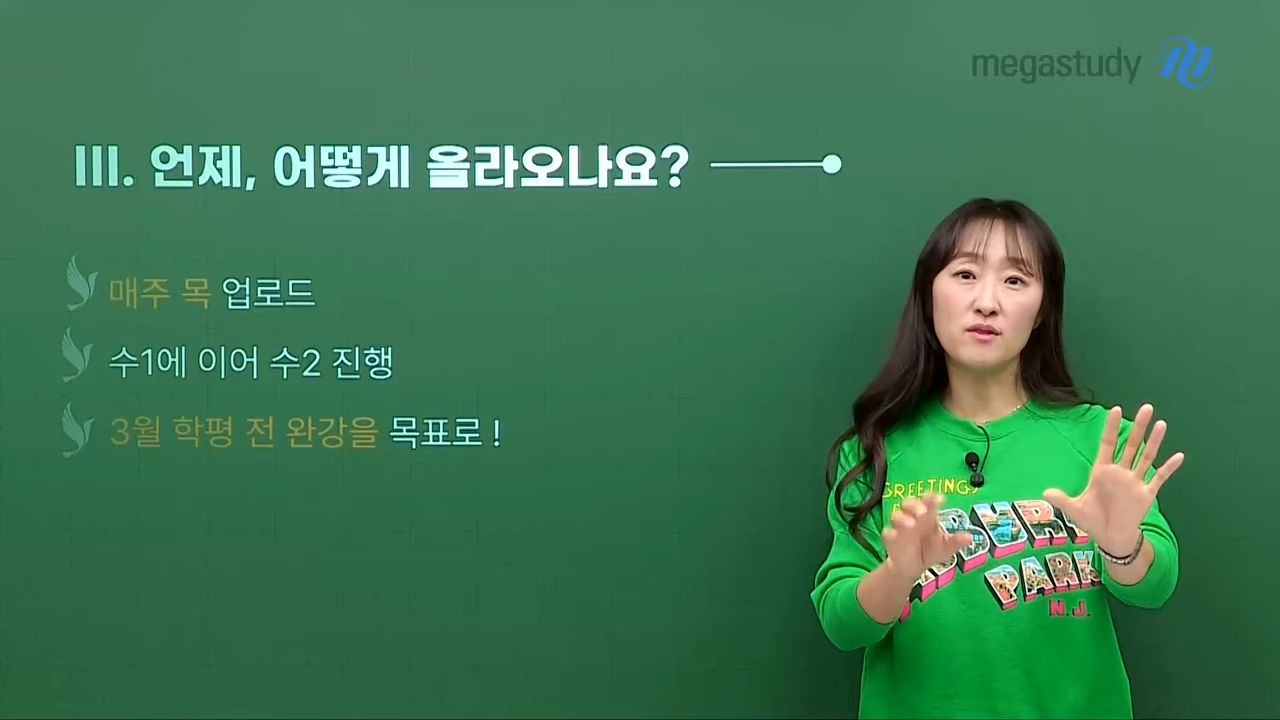 megastudy
III. 언제, 어떻게 올라오나요?
매주 목 업로드
수1에 이어 수2 진행
3월 학평 전 완강을 목표로 !
GREETINGS
PARK
N.J.